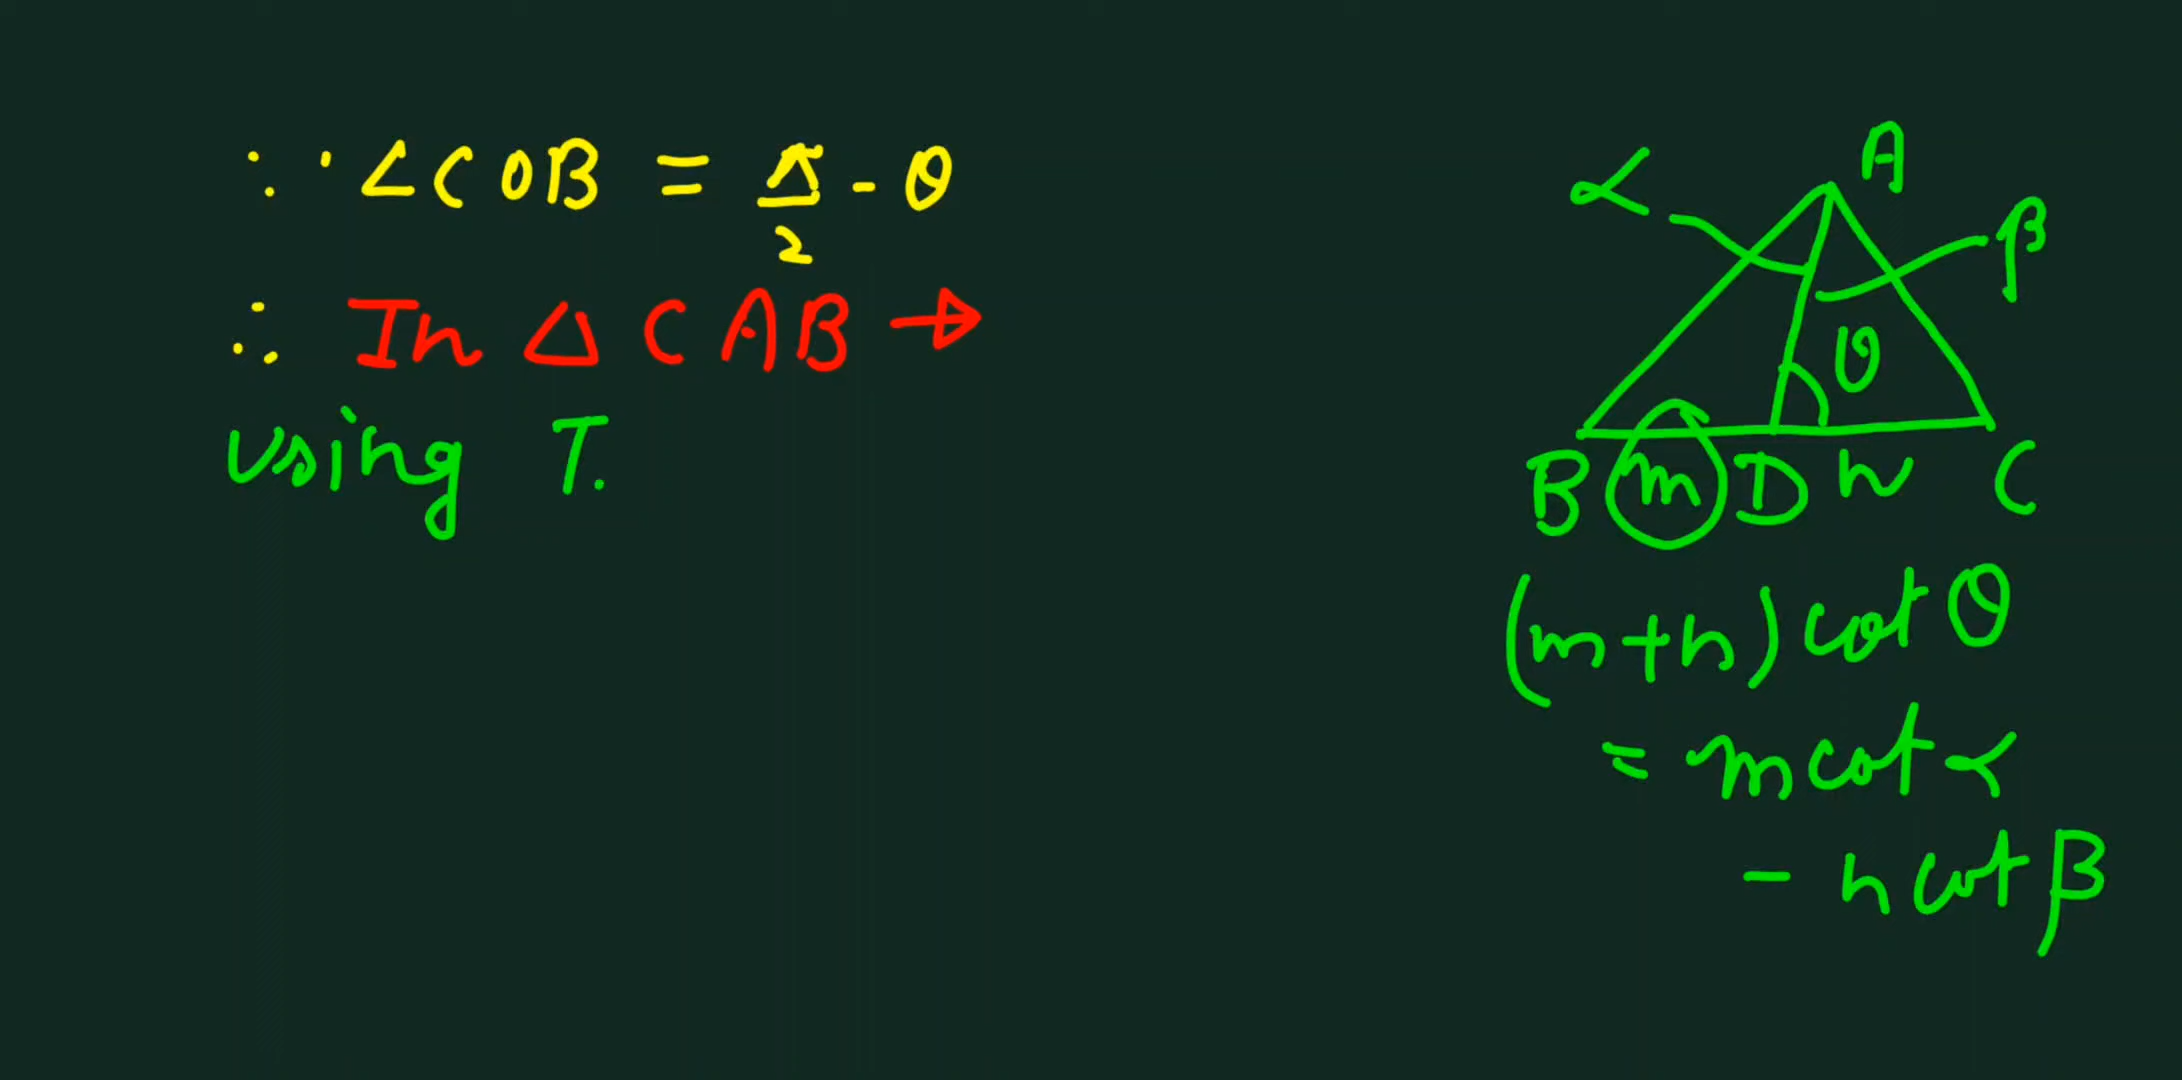 ∵ ∠COB = π/2 - θ
∴ In △ CAB →
using T.
A
α
β
θ
B m D n C
(m+n) cot θ
= m cot α
- n cot β